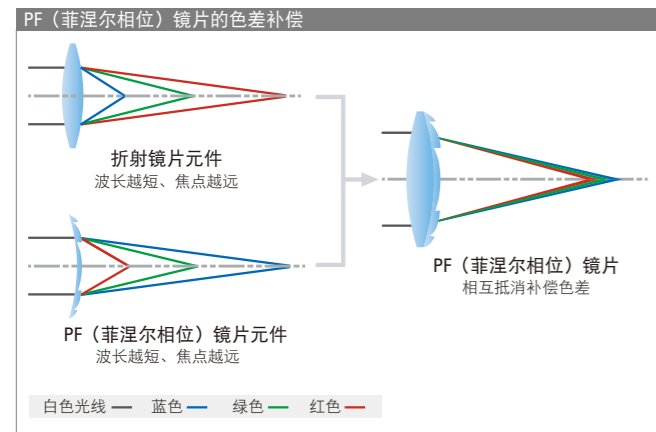 PF（菲涅尔相位）镜片的色差补偿
折射镜片元件
波长越短、焦点越远
PF（菲涅尔相位）镜片
相互抵消补偿色差
PF（菲涅尔相位）镜片元件
波长越短、焦点越远
白色光线 蓝色 绿色 红色